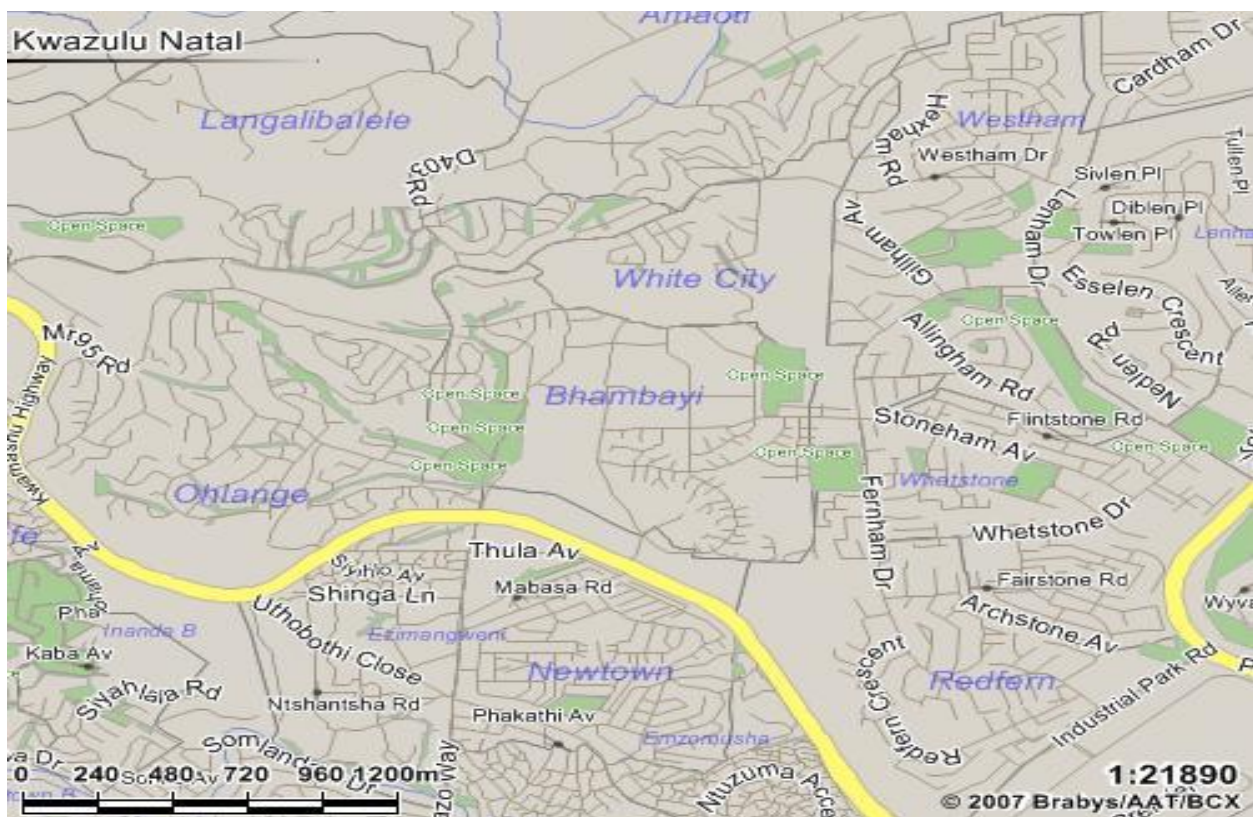 Amaoti
Kwazulu Natal
Cardham Dr
Langalibalele
Hexham Rd
Westham
Westham Dr
D403 Rd
Tullen Pl
Sivlen Pl
Lenham Dr
Diblen Pl
Towlen Pl
Open Space
Gillham Av
White City
Esselen Crescent
Mr95 Rd
Open Space
Allingham Rd
Nedlen Rd
Kwamashu Highway
Open Space
Bhambayi
Open Space
Stoneham Av
Flintstone Rd
Open Space
Open Space
Open Space
Open Space
Whetstone
Ohlange
Fernham Dr
Whetstone Dr
Thula Av
Shinga Ln
Mabasa Rd
Fairstone Rd
Archstone Av
Uthobothi Close
Inanda B
Ezimangweni
Kaba Av
Newtown
Redfern
Redfern Crescent
Industrial Park Rd
Siyahlala Rd
Ntshantsha Rd
Phakathi Av
Emzomusha
0 240 480 720 960 1200m
1:21890
© 2007 Brabys/AAT/BCX